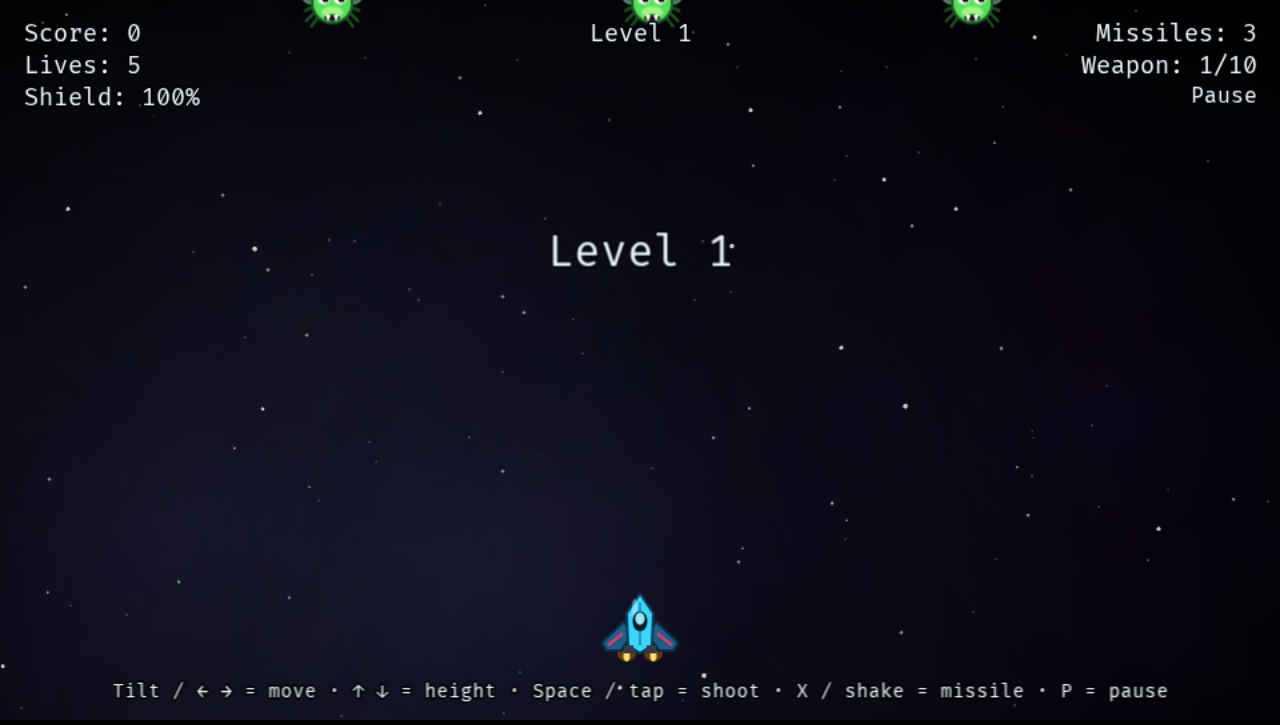 Score: 0
Lives: 5
Shield: 100%
Level 1
Missiles: 3
Weapon: 1/10
Pause
Level 1
Tilt / ← → = move · ↑ ↓ = height · Space / tap = shoot · X / shake = missile · P = pause